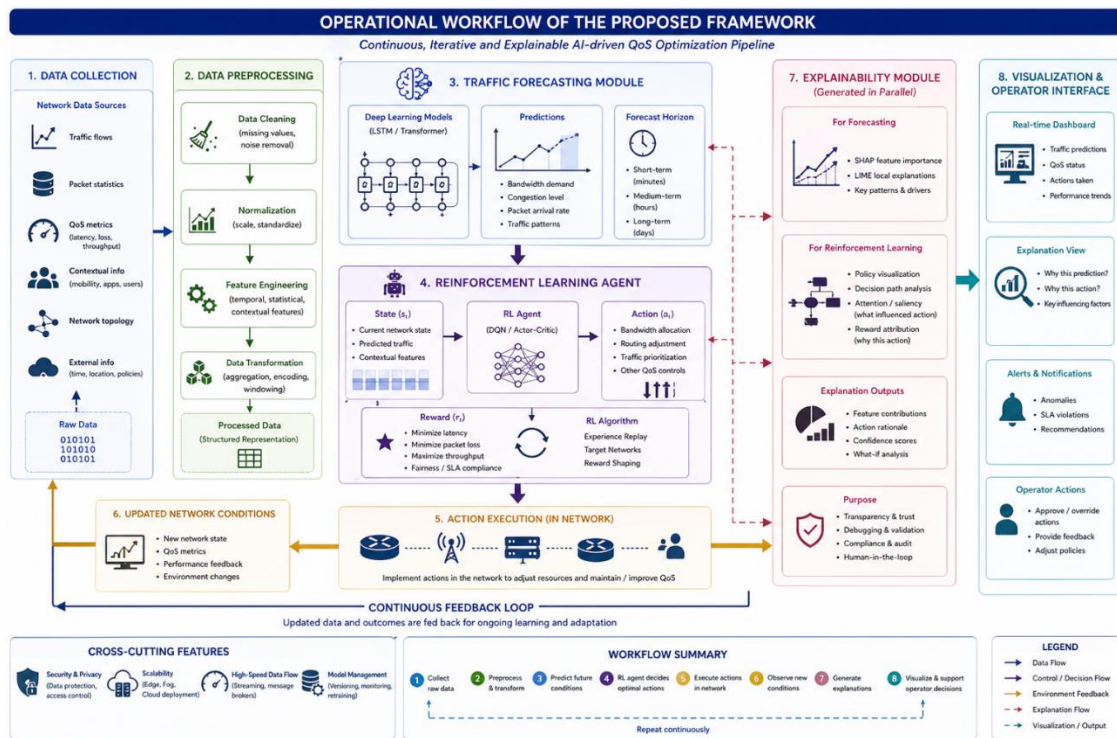 OPERATIONAL WORKFLOW OF THE PROPOSED FRAMEWORK
Continuous, Iterative and Explainable AI-driven QoS Optimization Pipeline
1. DATA COLLECTION
Network Data Sources
Traffic flows
Packet statistics
QoS metrics
(latency, loss,
throughput)
Contextual info
(mobility, apps, users)
Network topology
External info
(time, location, policies)
Raw Data
010101
101010
010101
2. DATA PREPROCESSING
Data Cleaning
(missing values,
noise removal)
Normalization
(scale, standardize)
Feature Engineering
(temporal, statistical,
contextual features)
Data Transformation
(aggregation, encoding,
windowing)
Processed Data
(Structured Representation)
3. TRAFFIC FORECASTING MODULE
Deep Learning Models
(LSTM / Transformer)
Predictions
• Bandwidth demand
• Congestion level
• Packet arrival rate
• Traffic patterns
Forecast Horizon
• Short-term
(minutes)
• Medium-term
(hours)
• Long-term
(days)
4. REINFORCEMENT LEARNING AGENT
State (s₁)
• Current network state
• Predicted traffic
• Contextual features
RL Agent
(DQN / Actor-Critic)
Action (a₁)
• Bandwidth allocation
• Routing adjustment
• Traffic prioritization
• Other QoS controls
Reward (r₁)
• Minimize latency
• Minimize packet loss
• Maximize throughput
• Fairness / SLA compliance
RL Algorithm
Experience Replay
Target Networks
Reward Shaping
5. ACTION EXECUTION (IN NETWORK)
Implement actions in the network to adjust resources and maintain / improve QoS
6. UPDATED NETWORK CONDITIONS
• New network state
• QoS metrics
• Performance feedback
• Environment changes
CONTINUOUS FEEDBACK LOOP
Updated data and outcomes are fed back for ongoing learning and adaptation
7. EXPLAINABILITY MODULE
(Generated in Parallel)
For Forecasting
• SHAP feature importance
• LIME local explanations
• Key patterns & drivers
For Reinforcement Learning
• Policy visualization
• Decision path analysis
• Attention / saliency
(what influenced action)
• Reward attribution
(why this action)
Explanation Outputs
• Feature contributions
• Action rationale
• Confidence scores
• What-if analysis
Purpose
• Transparency & trust
• Debugging & validation
• Compliance & audit
• Human-in-the-loop
8. VISUALIZATION &
OPERATOR INTERFACE
Real-time Dashboard
• Traffic predictions
• QoS status
• Actions taken
• Performance trends
Explanation View
• Why this prediction?
• Why this action?
• Key influencing factors
Alerts & Notifications
• Anomalies
• SLA violations
• Recommendations
Operator Actions
• Approve / override
actions
• Provide feedback
• Adjust policies
CROSS-CUTTING FEATURES
Security & Privacy
(Data protection,
access control)
Scalability
(Edge, Fog,
Cloud deployment)
High-Speed Data Flow
(Streaming, message
brokers)
Model Management
(Versioning, monitoring,
retraining)
WORKFLOW SUMMARY
1 Collect
raw data
2 Preprocess
& transform
3 Predict future
conditions
4 RL agent decides
optimal actions
5 Execute actions
in network
6 Observe new
conditions
7 Generate
explanations
8 Visualize & support
operator decisions
Repeat continuously
LEGEND
Data Flow
Control / Decision Flow
Environment Feedback
Explanation Flow
Visualization / Output